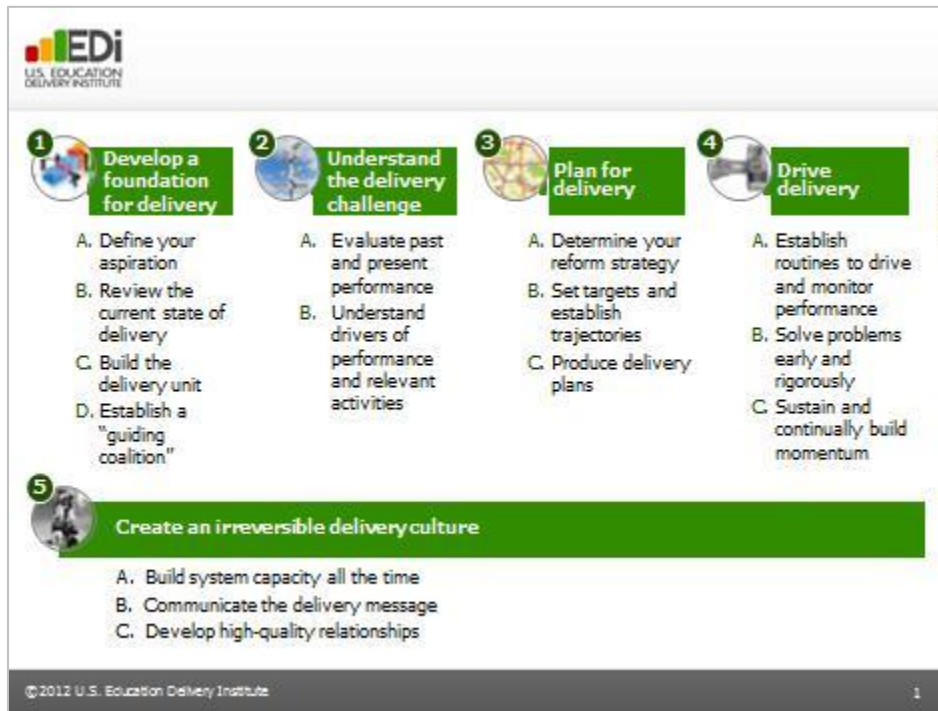 EDi
U.S. EDUCATION
DELIVERY INSTITUTE
1
Develop a
foundation
for delivery
A. Define your
aspiration
B. Review the
current state of
delivery
C. Build the
delivery unit
D. Establish a
“guiding
coalition”
2
Understand
the delivery
challenge
A. Evaluate past
and present
performance
B. Understand
drivers of
performance
and relevant
activities
3
Plan for
delivery
A. Determine your
reform strategy
B. Set targets and
establish
trajectories
C. Produce delivery
plans
4
Drive
delivery
A. Establish
routines to drive
and monitor
performance
B. Solve problems
early and
rigorously
C. Sustain and
continually build
momentum
5
Create an irreversible delivery culture
A. Build system capacity all the time
B. Communicate the delivery message
C. Develop high-quality relationships
©2012 U.S. Education Delivery Institute
1